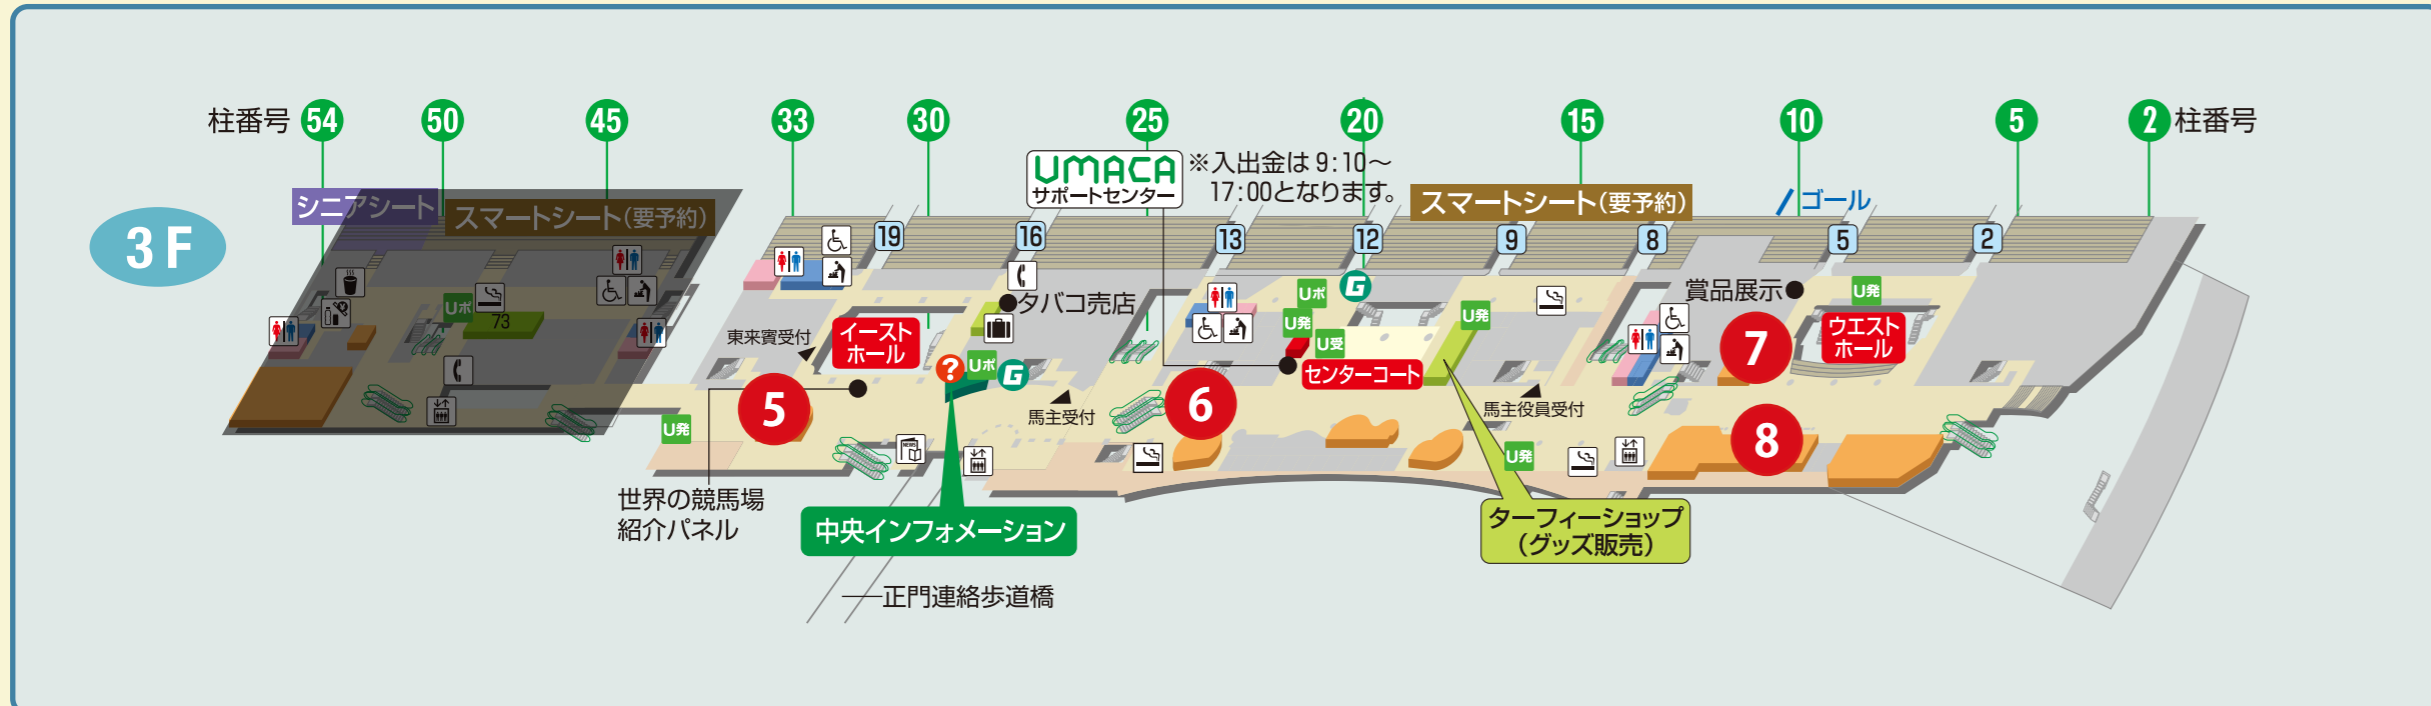 柱番号 54 50 45 33 30 25 20 15 10 5 2 柱番号
UMACA
サポートセンター
※入出金は 9:10～
17:00となります。
シニアシート
スマートシート(要予約)
スマートシート(要予約)
ゴール
3F
19 16 13 12 9 8 5 2
タバコ売店
賞品展示
U発
Uポ
73
東来賓受付
イースト
ホール
?
Uポ
G
馬主受付
Uポ
G
U発
U受
センターコート
U発
馬主役員受付
ウエスト
ホール
5
6
7
8
U発
NEWS
U発
世界の競馬場
紹介パネル
中央インフォメーション
ターフィーショップ
(グッズ販売)
正門連絡歩道橋